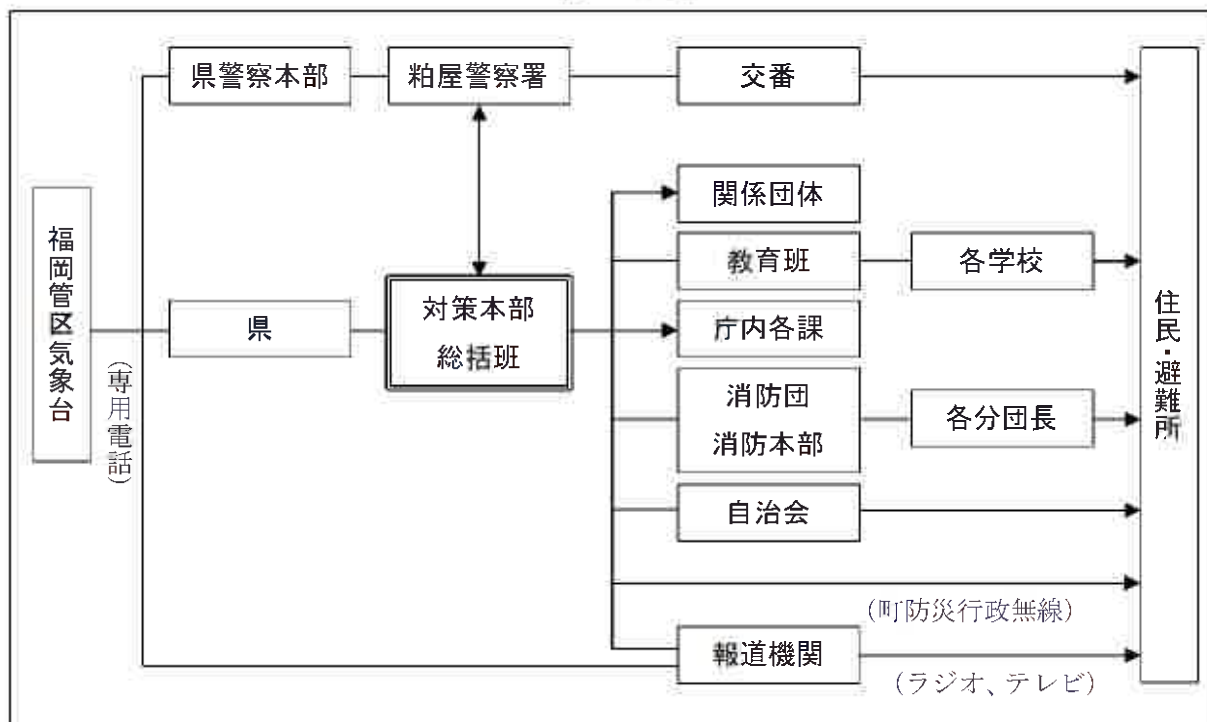 県警察本部
粕屋警察署
交番
関係団体
教育班
各学校
福岡管区気象台
(専用電話)
県
対策本部
総括班
庁内各課
消防団
消防本部
各分団長
自治会
(町防災行政無線)
報道機関
(ラジオ、テレビ)
住民・避難所